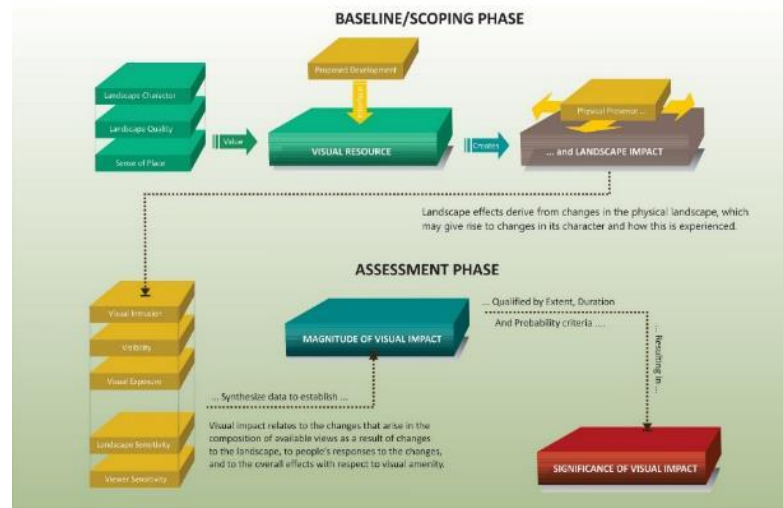 BASELINE/SCOPING PHASE
Proposed Development
Landscape Character
Landscape Quality
Sense of Place
Value
Interface
VISUAL RESOURCE
Creates
Physical Presence ...
... and LANDSCAPE IMPACT
Landscape effects derive from changes in the physical landscape, which
may give rise to changes in its character and how this is experienced.
ASSESSMENT PHASE
Visual Intrusion
Visibility
Visual Exposure
Landscape Sensitivity
Viewer Sensitivity
... Synthesize data to establish ...
MAGNITUDE OF VISUAL IMPACT
... Qualified by Extent, Duration
And Probability criteria ....
... Resulting in ...
Visual impact relates to the changes that arise in the
composition of available views as a result of changes
to the landscape, to people's responses to the changes,
and to the overall effects with respect to visual amenity.
SIGNIFICANCE OF VISUAL IMPACT